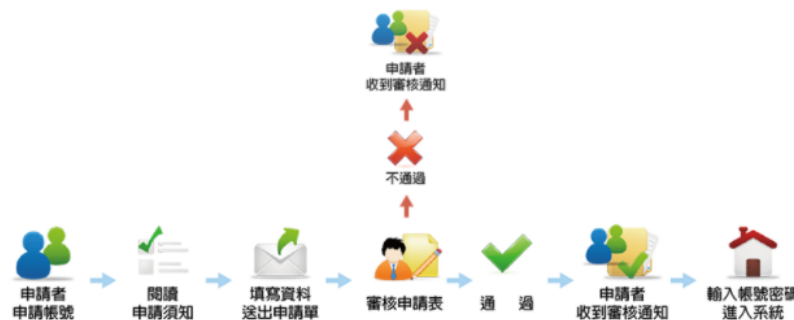 申請者
收到審核通知
不通過
申請者
申請帳號
閱讀
申請須知
填寫資料
送出申請單
審核申請表
通 過
申請者
收到審核通知
輸入帳號密碼
進入系統